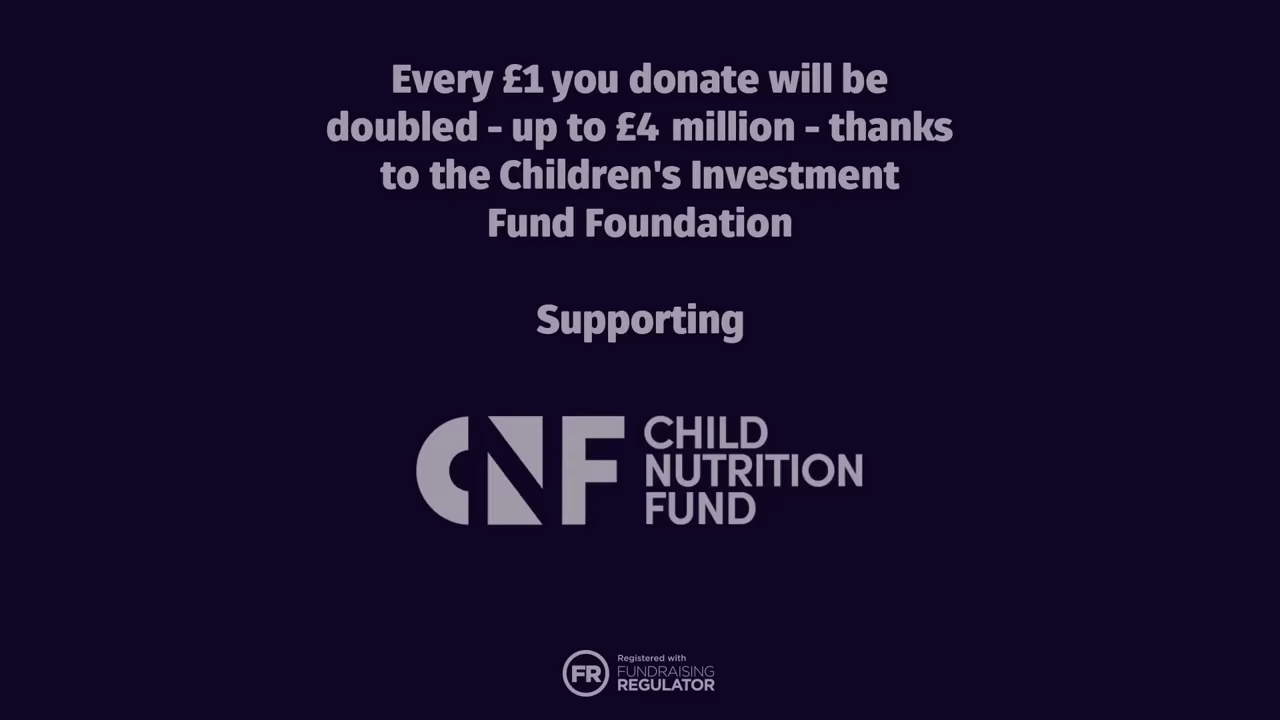 Every £1 you donate will be
doubled - up to £4 million - thanks
to the Children's Investment
Fund Foundation
Supporting
CNF
CHILD
NUTRITION
FUND
FR
Registered with
FUNDRAISING
REGULATOR